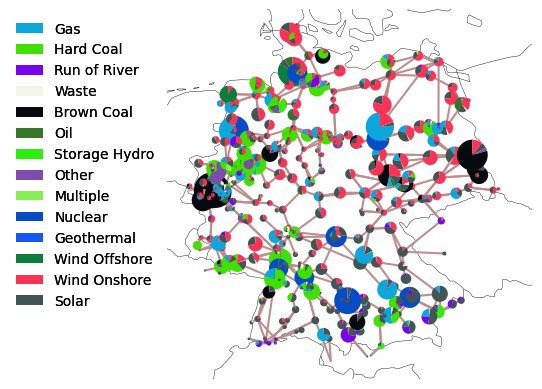 Gas
Hard Coal
Run of River
Waste
Brown Coal
Oil
Storage Hydro
Other
Multiple
Nuclear
Geothermal
Wind Offshore
Wind Onshore
Solar